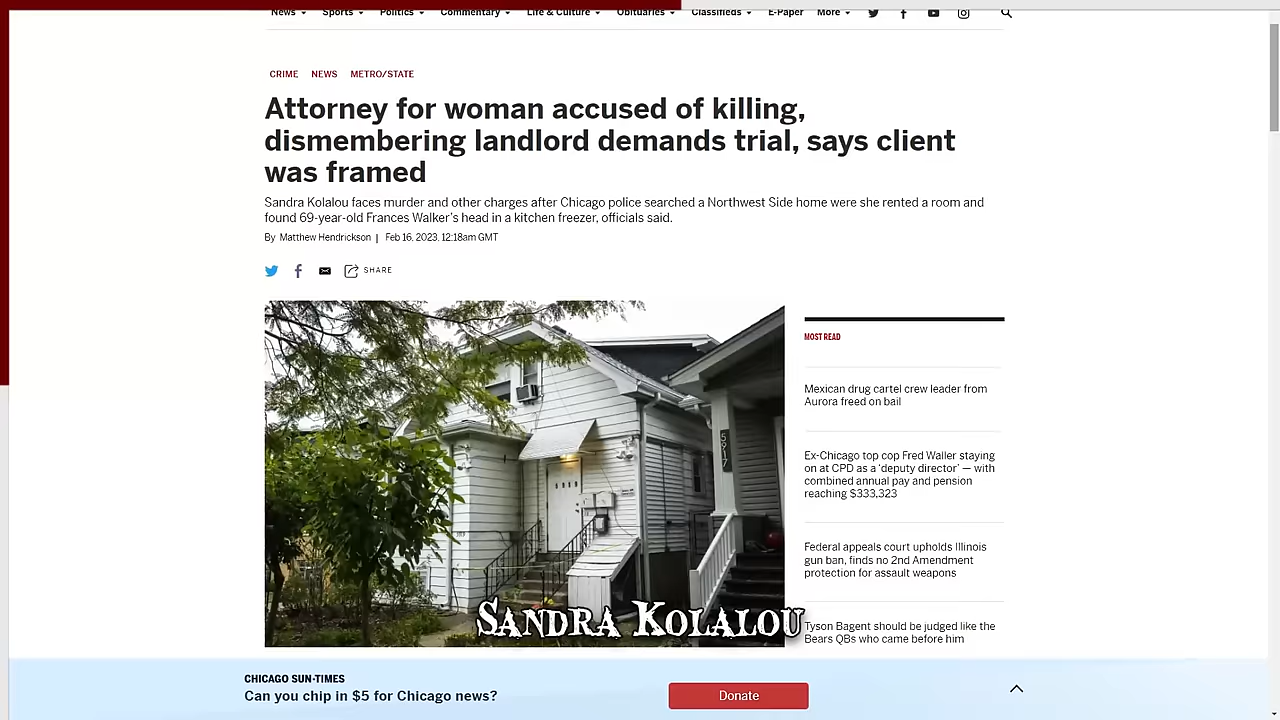 News Sports Politics Commentary Life & Culture Obituaries Classifieds E-Paper More
CRIME NEWS METRO/STATE
Attorney for woman accused of killing,
dismembering landlord demands trial, says client
was framed
Sandra Kolalou faces murder and other charges after Chicago police searched a Northwest Side home were she rented a room and
found 69-year-old Frances Walker's head in a kitchen freezer, officials said.
By Matthew Hendrickson | Feb 16, 2023, 12:18am GMT
SHARE
MOST READ
Mexican drug cartel crew leader from
Aurora freed on bail
5917
Ex-Chicago top cop Fred Waller staying
on at CPD as a 'deputy director' — with
combined annual pay and pension
reaching $333,323
Federal appeals court upholds Illinois
gun ban, finds no 2nd Amendment
protection for assault weapons
Sandra Kolalou
Tyson Bagent should be judged like the
Bears QBs who came before him
CHICAGO SUN-TIMES
Can you chip in $5 for Chicago news?
Donate